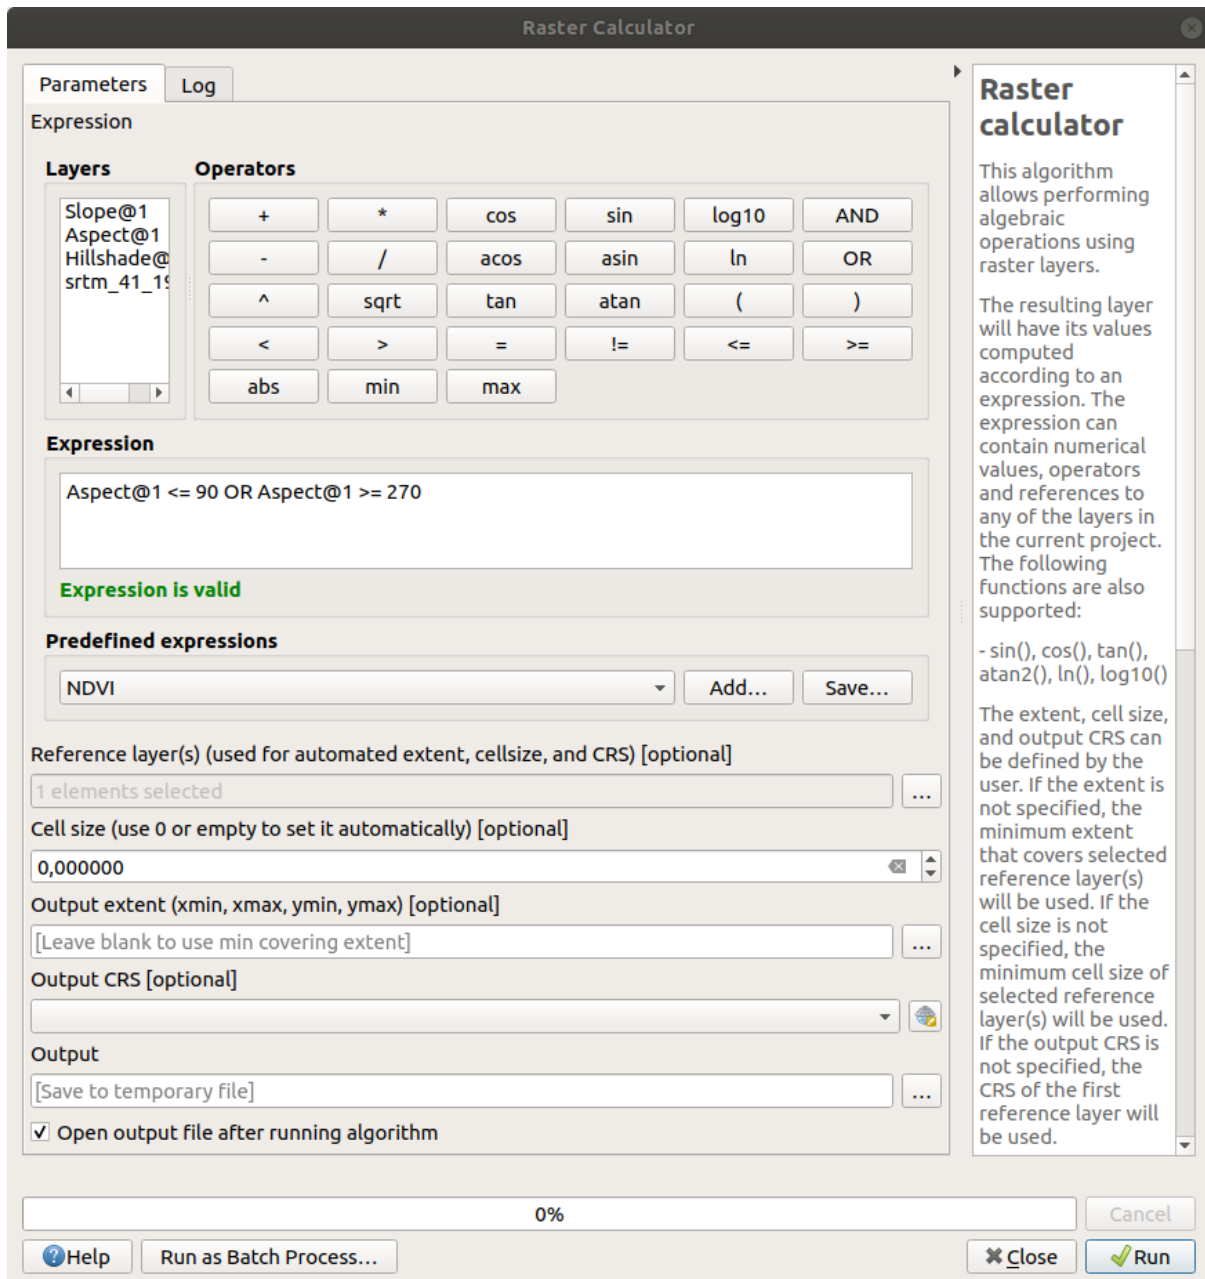 Raster Calculator
Parameters
Log
Expression
Layers
Operators
Slope@1
Aspect@1
Hillshade@
srtm_41_19
+ * cos sin log10 AND
- / acos asin ln OR
^ sqrt tan atan ( )
< > = != <= >=
abs min max
Expression
Aspect@1 <= 90 OR Aspect@1 >= 270
Expression is valid
Predefined expressions
NDVI
Add...
Save...
Reference layer(s) (used for automated extent, cellsize, and CRS) [optional]
1 elements selected
...
Cell size (use 0 or empty to set it automatically) [optional]
0,000000
Output extent (xmin, xmax, ymin, ymax) [optional]
[Leave blank to use min covering extent]
...
Output CRS [optional]
Output
[Save to temporary file]
...
Open output file after running algorithm
Raster
calculator
This algorithm
allows performing
algebraic
operations using
raster layers.
The resulting layer
will have its values
computed
according to an
expression. The
expression can
contain numerical
values, operators
and references to
any of the layers in
the current project.
The following
functions are also
supported:
- sin(), cos(), tan(),
atan2(), ln(), log10()
The extent, cell size,
and output CRS can
be defined by the
user. If the extent is
not specified, the
minimum extent
that covers selected
reference layer(s)
will be used. If the
cell size is not
specified, the
minimum cell size of
selected reference
layer(s) will be used.
If the output CRS is
not specified, the
CRS of the first
reference layer will
be used.
0%
Cancel
Help
Run as Batch Process...
Close
Run